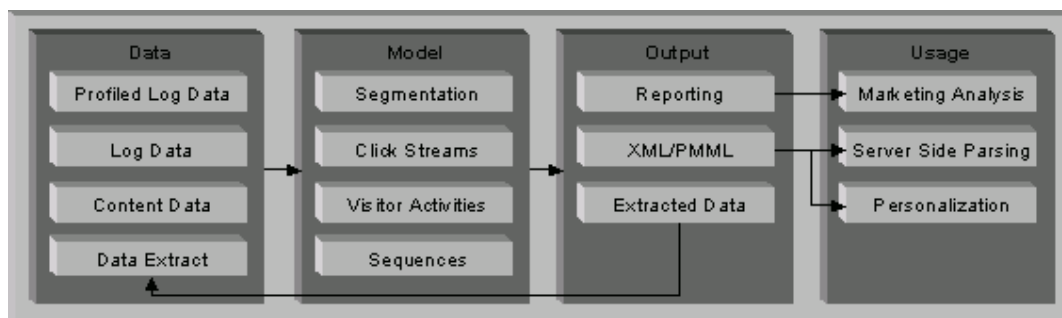 Data
Profiled Log Data
Log Data
Content Data
Data Extract
Model
Segmentation
Click Streams
Visitor Activities
Sequences
Output
Reporting
XML/PMML
Extracted Data
Usage
Marketing Analysis
Server Side Parsing
Personalization